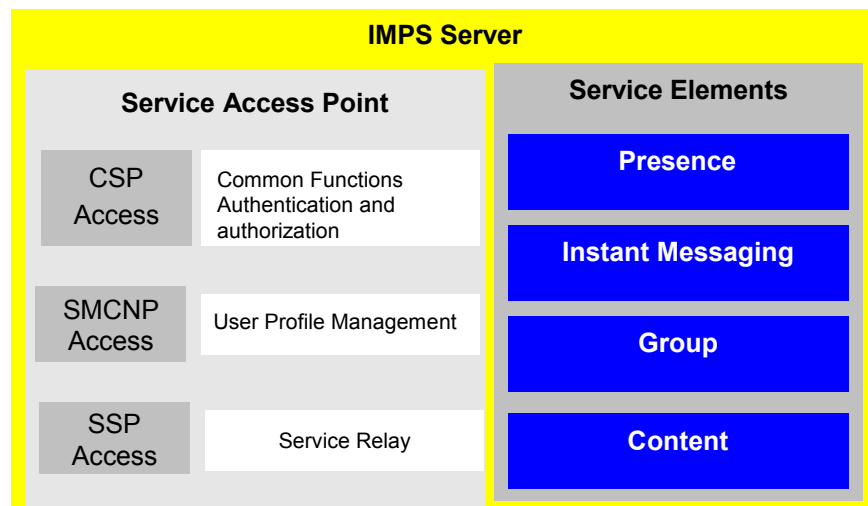 IMPS Server
Service Access Point
CSP
Access
Common Functions
Authentication and
authorization
SMCNP
Access
User Profile Management
SSP
Access
Service Relay
Service Elements
Presence
Instant Messaging
Group
Content